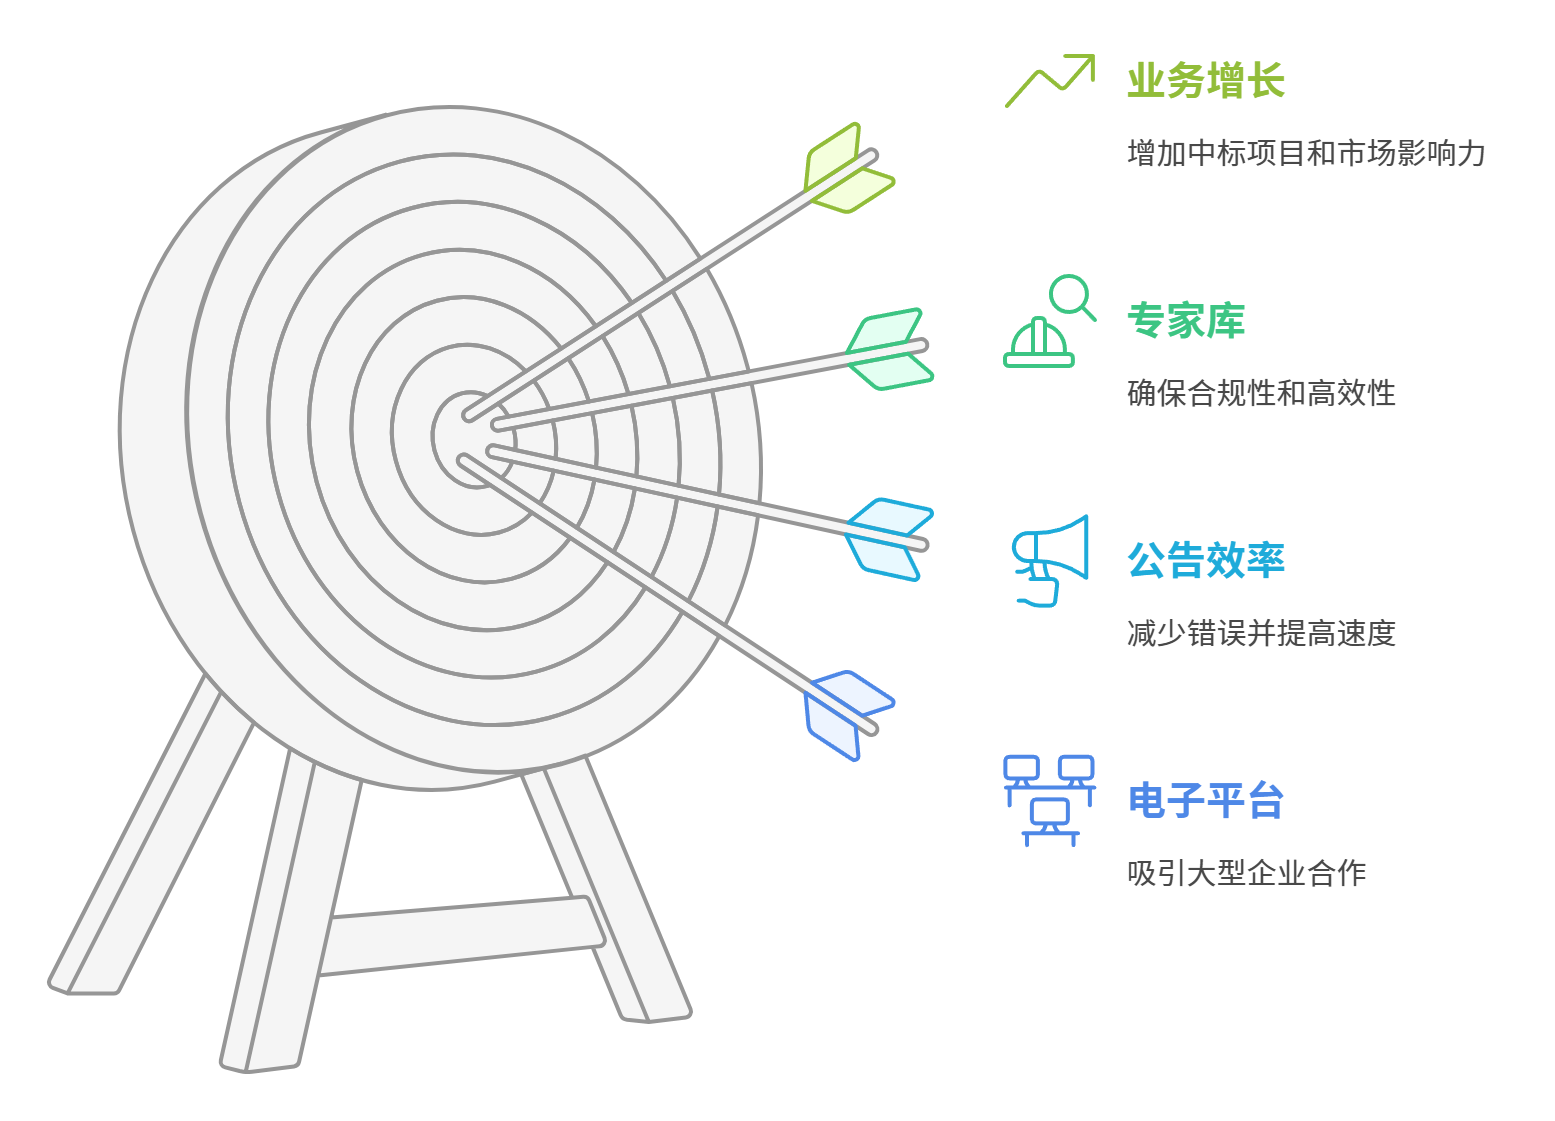 业务增长
增加中标项目和市场影响力
专家库
确保合规性和高效性
公告效率
减少错误并提高速度
电子平台
吸引大型企业合作